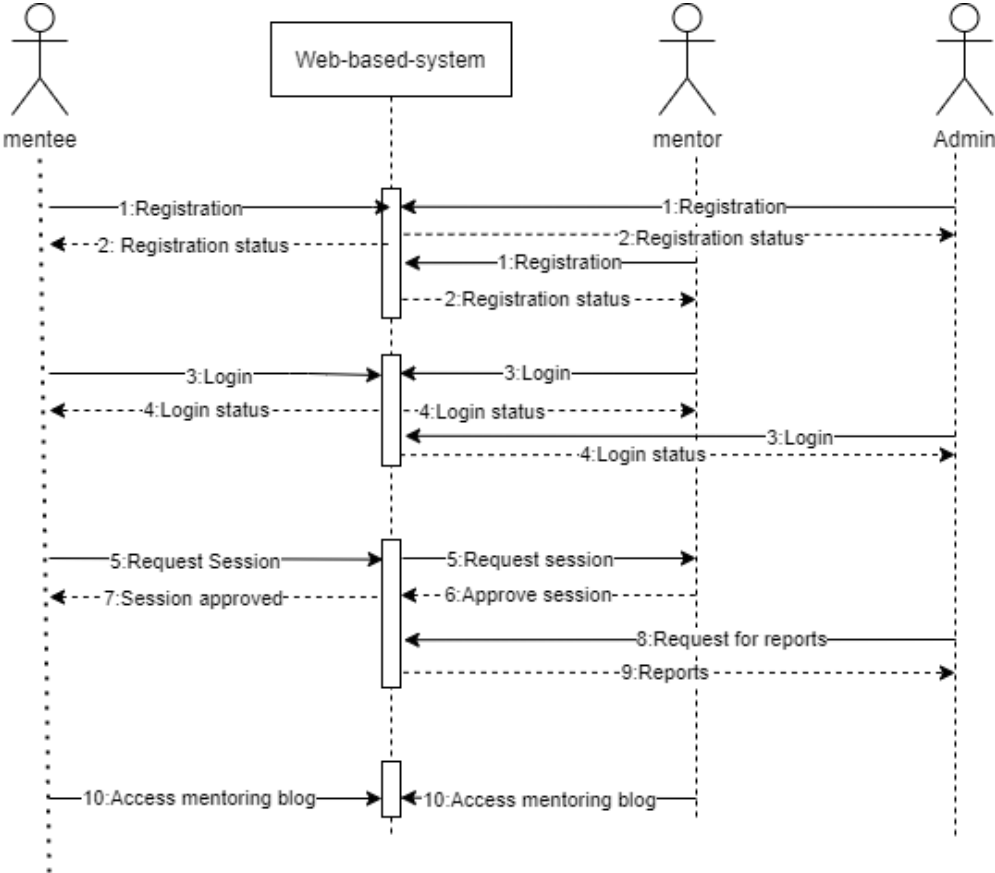 Web-based-system
mentee
mentor
Admin
1:Registration
1:Registration
2: Registration status
2:Registration status
1:Registration
2:Registration status
3:Login
3:Login
4:Login status
4:Login status
3:Login
4:Login status
5:Request Session
5:Request session
7:Session approved
6:Approve session
8:Request for reports
9:Reports
10:Access mentoring blog
10:Access mentoring blog